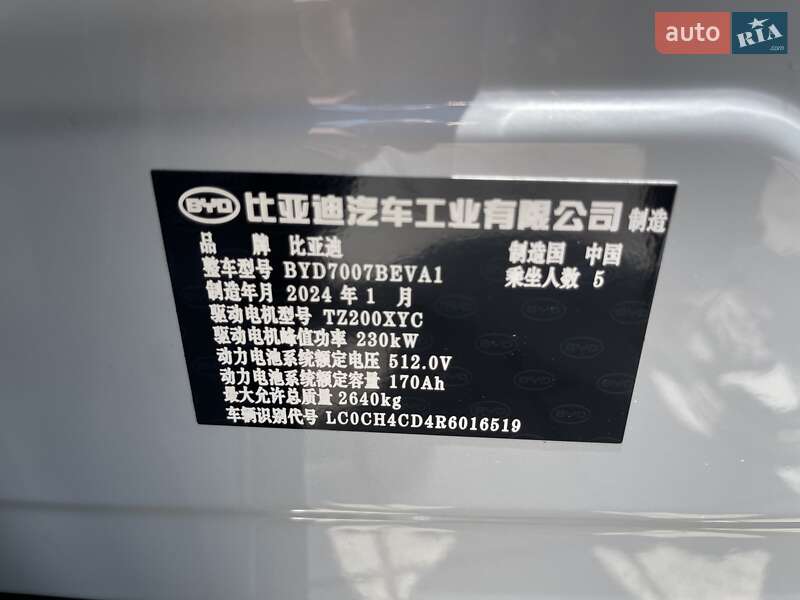 auto RIA.com
BYD 比亚迪汽车工业有限公司 制造
品 牌 比亚迪 制造国 中国
整车型号 BYD7007BEVA1 乘坐人数 5
制造年月 2024 年 1 月
驱动电机型号 TZ200XYC
驱动电机峰值功率 230kW
动力电池系统额定电压 512.0V
动力电池系统额定容量 170Ah
最大允许总质量 2640kg
车辆识别代号 LC0CH4CD4R6016519